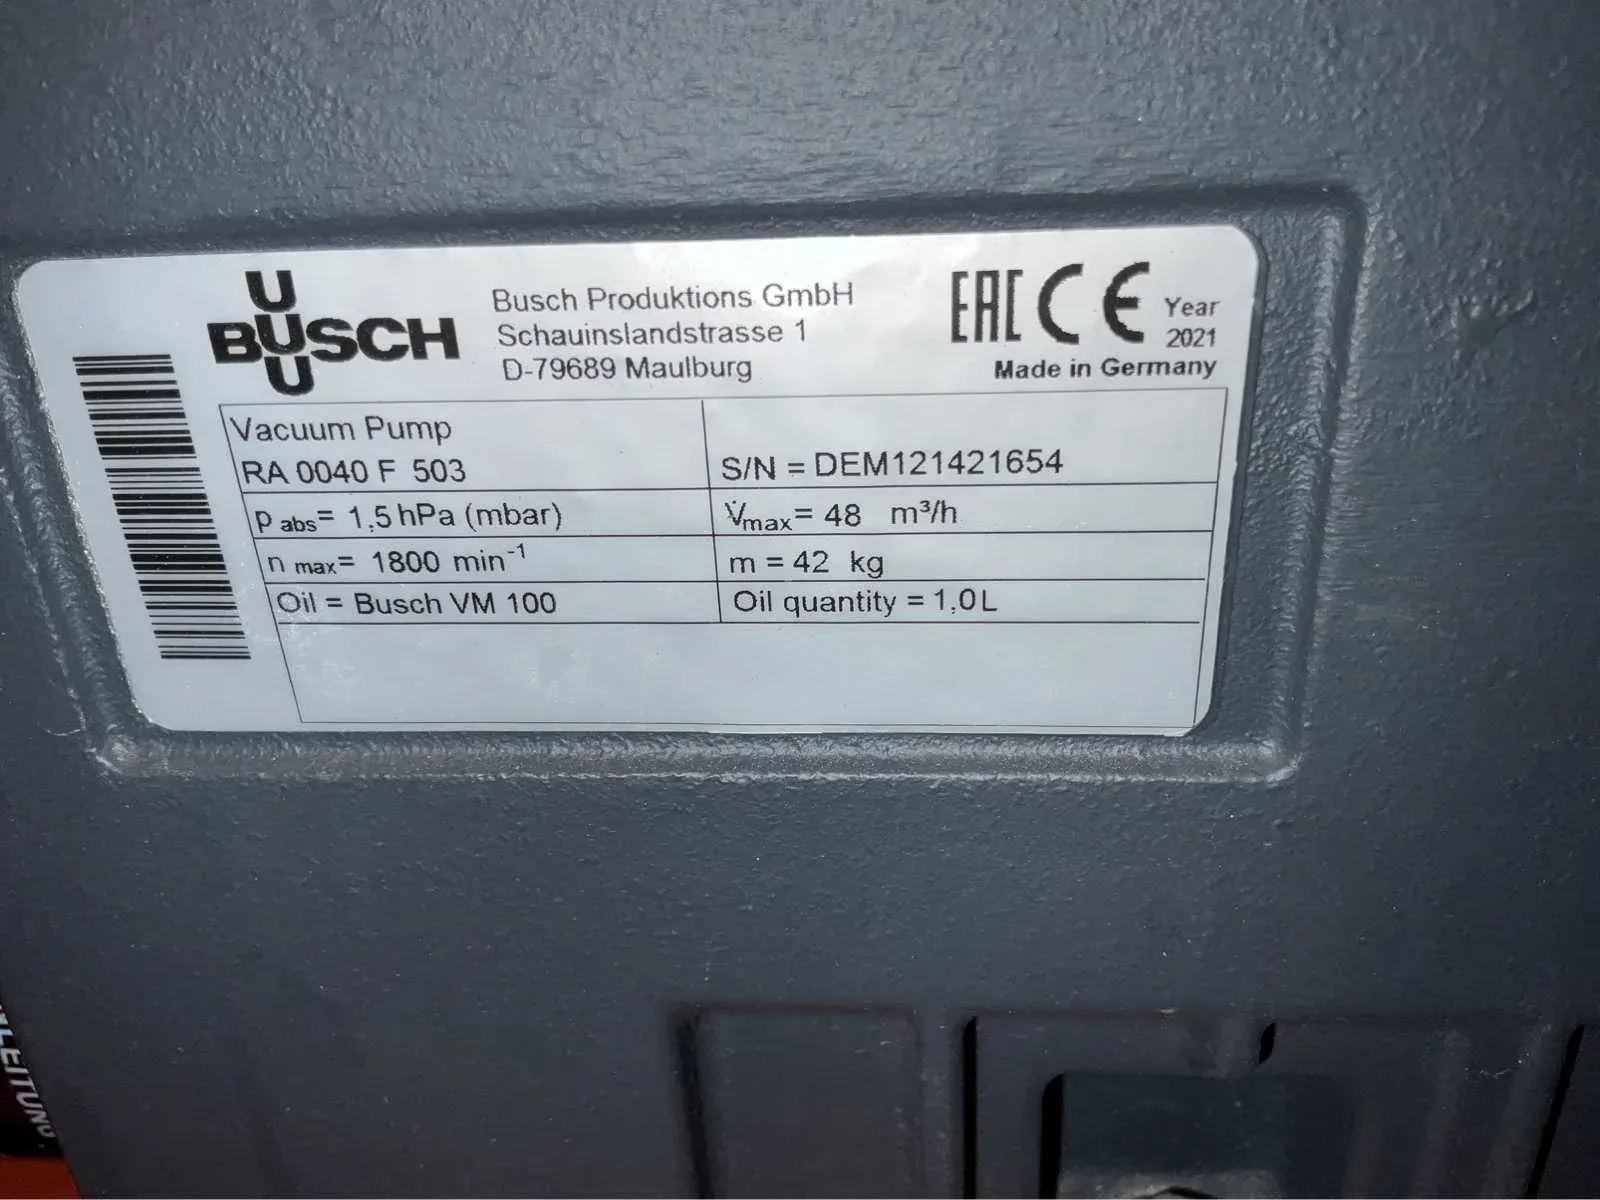 BUSCH
Busch Produktions GmbH
Schauinslandstrasse 1
D-79689 Maulburg
EAC CE Year
2021
Made in Germany
Vacuum Pump
RA 0040 F 503
S/N = DEM121421654
p abs= 1,5 hPa (mbar)
V̇max= 48 m³/h
n max= 1800 min⁻¹
m = 42 kg
Oil = Busch VM 100
Oil quantity = 1,0L